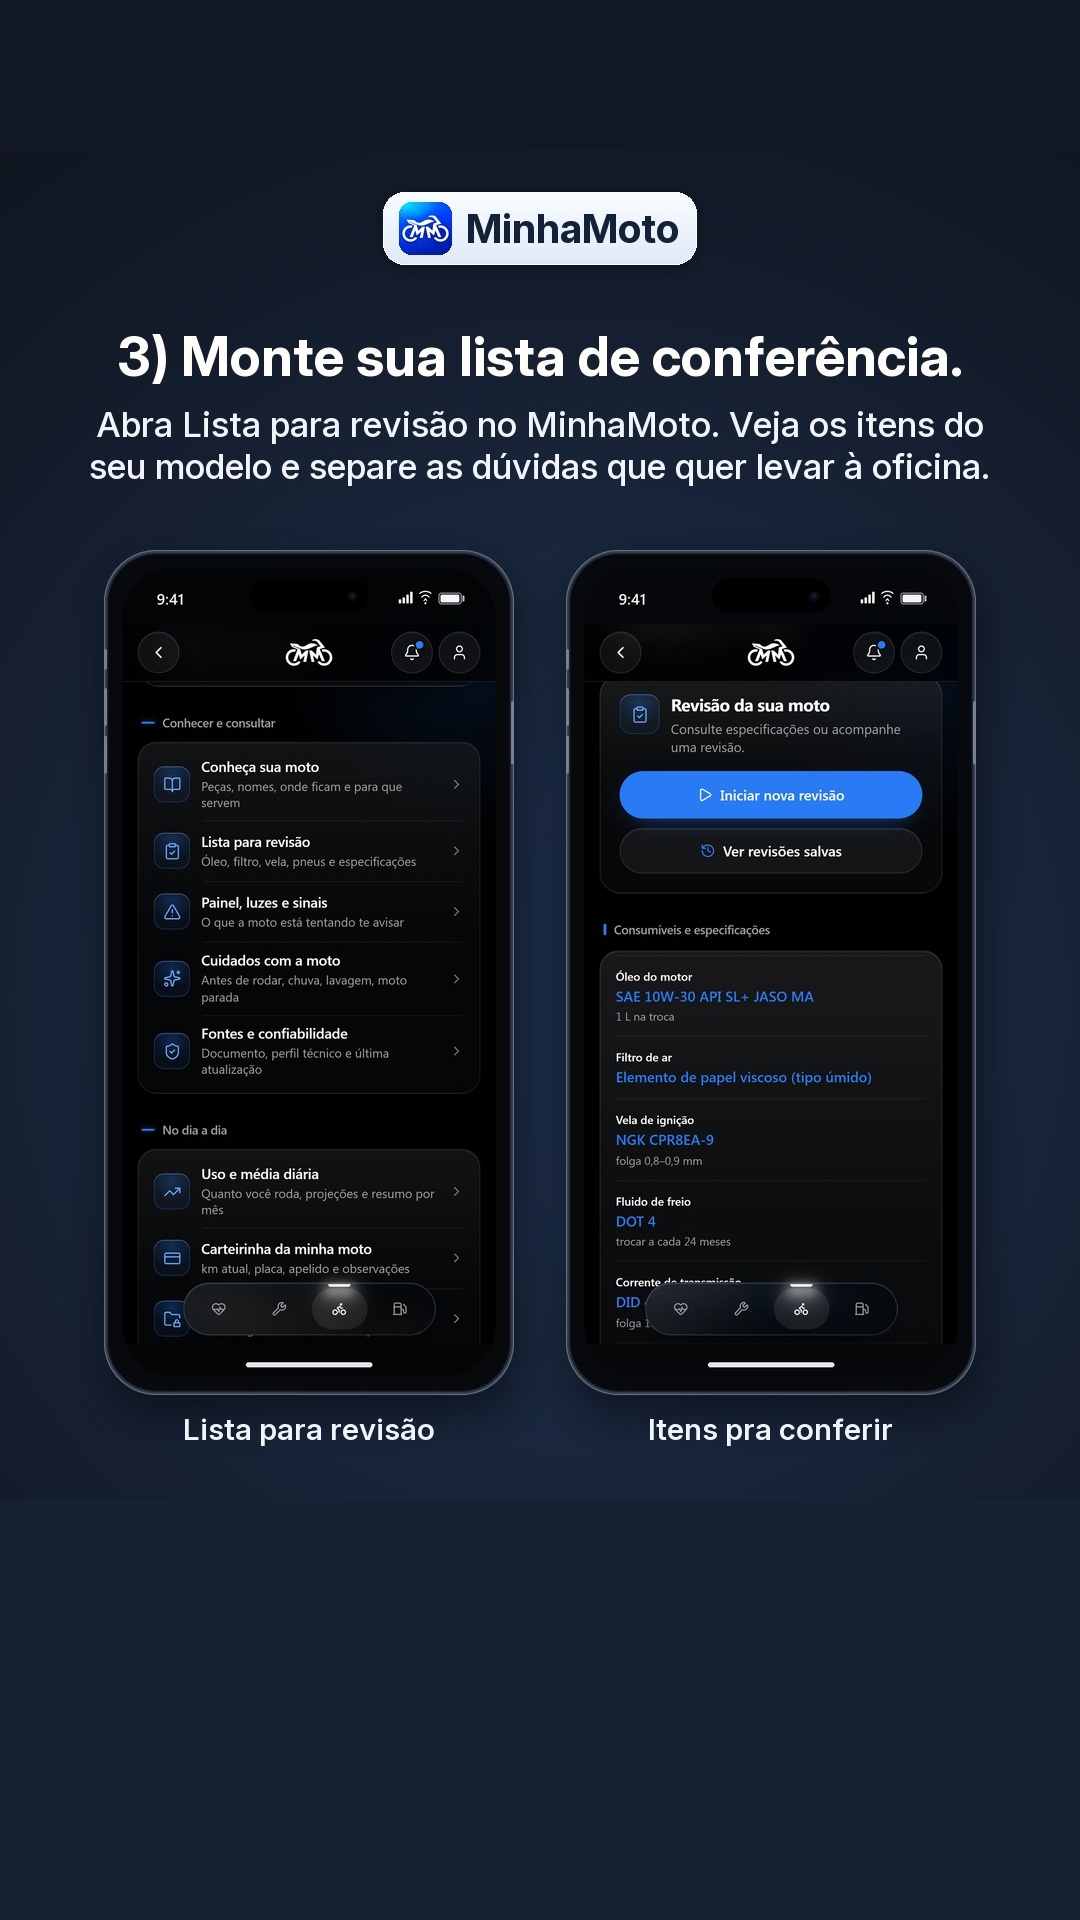 MinhaMoto
3) Monte sua lista de conferência.
Abra Lista para revisão no MinhaMoto. Veja os itens do
seu modelo e separe as dúvidas que quer levar à oficina.
9:41
Conhecer e consultar
Conheça sua moto
Peças, nomes, onde ficam e para que
servem
Lista para revisão
Óleo, filtro, vela, pneus e especificações
Painel, luzes e sinais
O que a moto está tentando te avisar
Cuidados com a moto
Antes de rodar, chuva, lavagem, moto
parada
Fontes e confiabilidade
Documento, perfil técnico e última
atualização
No dia a dia
Uso e média diária
Quanto você roda, projeções e resumo por
mês
Carteirinha da minha moto
km atual, placa, apelido e observações
Lista para revisão
9:41
Revisão da sua moto
Consulte especificações ou acompanhe
uma revisão.
Iniciar nova revisão
Ver revisões salvas
Consumíveis e especificações
Óleo do motor
SAE 10W-30 API SL+ JASO MA
1 L na troca
Filtro de ar
Elemento de papel viscoso (tipo úmido)
Vela de ignição
NGK CPR8EA-9
folga 0,8–0,9 mm
Fluido de freio
DOT 4
trocar a cada 24 meses
Corrente de transmissão
DID
folga
Itens pra conferir